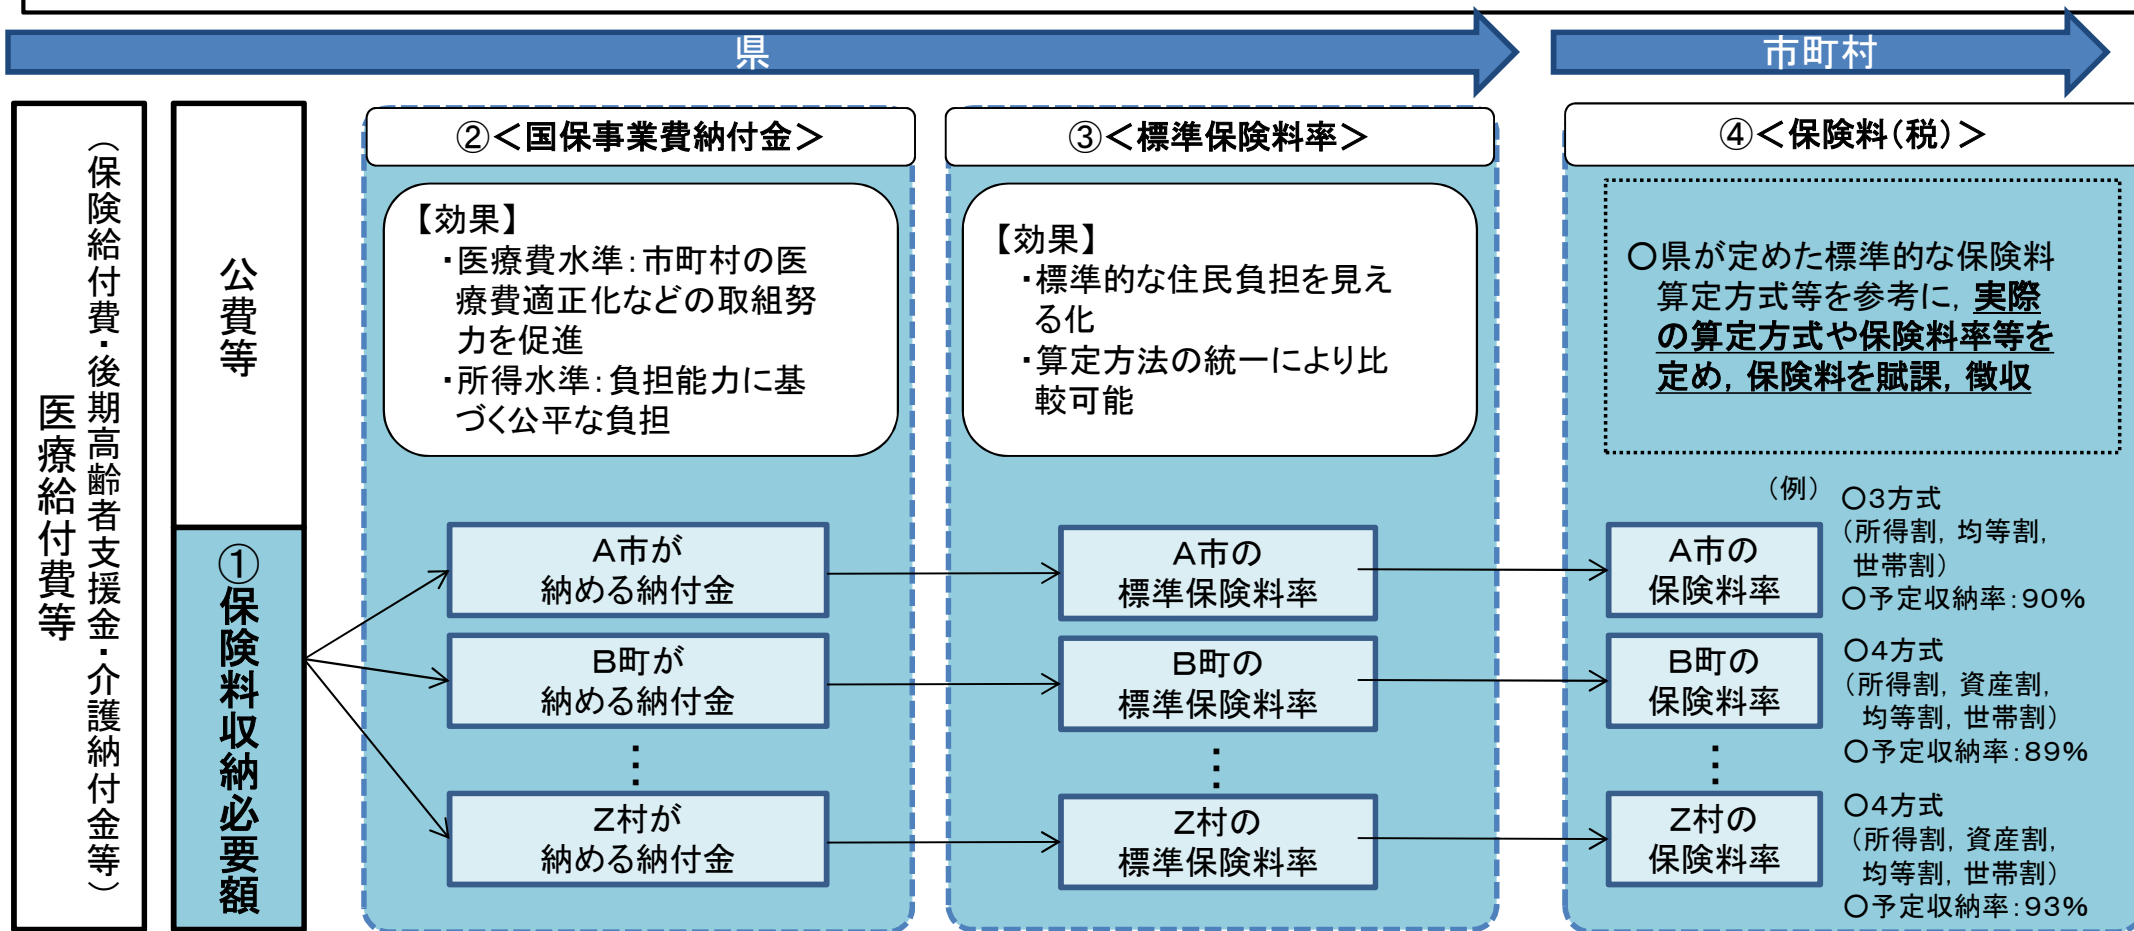 県
市町村
医療給付費等
（保険給付費・後期高齢者支援金・介護納付金等）
公費等
①保険料収納必要額
②＜国保事業費納付金＞
【効果】
・医療費水準：市町村の医
療費適正化などの取組努
力を促進
・所得水準：負担能力に基
づく公平な負担
A市が
納める納付金
B町が
納める納付金
⋮
Z村が
納める納付金
③＜標準保険料率＞
【効果】
・標準的な住民負担を見え
る化
・算定方法の統一により比
較可能
A市の
標準保険料率
B町の
標準保険料率
⋮
Z村の
標準保険料率
④＜保険料（税）＞
○県が定めた標準的な保険料
算定方式等を参考に，実際
の算定方式や保険料率等を
定め，保険料を賦課，徴収
（例）
A市の
保険料率
○3方式
（所得割，均等割，
世帯割）
○予定収納率：90%
B町の
保険料率
○4方式
（所得割，資産割，
均等割，世帯割）
○予定収納率：89%
⋮
Z村の
保険料率
○4方式
（所得割，資産割，
均等割，世帯割）
○予定収納率：93%